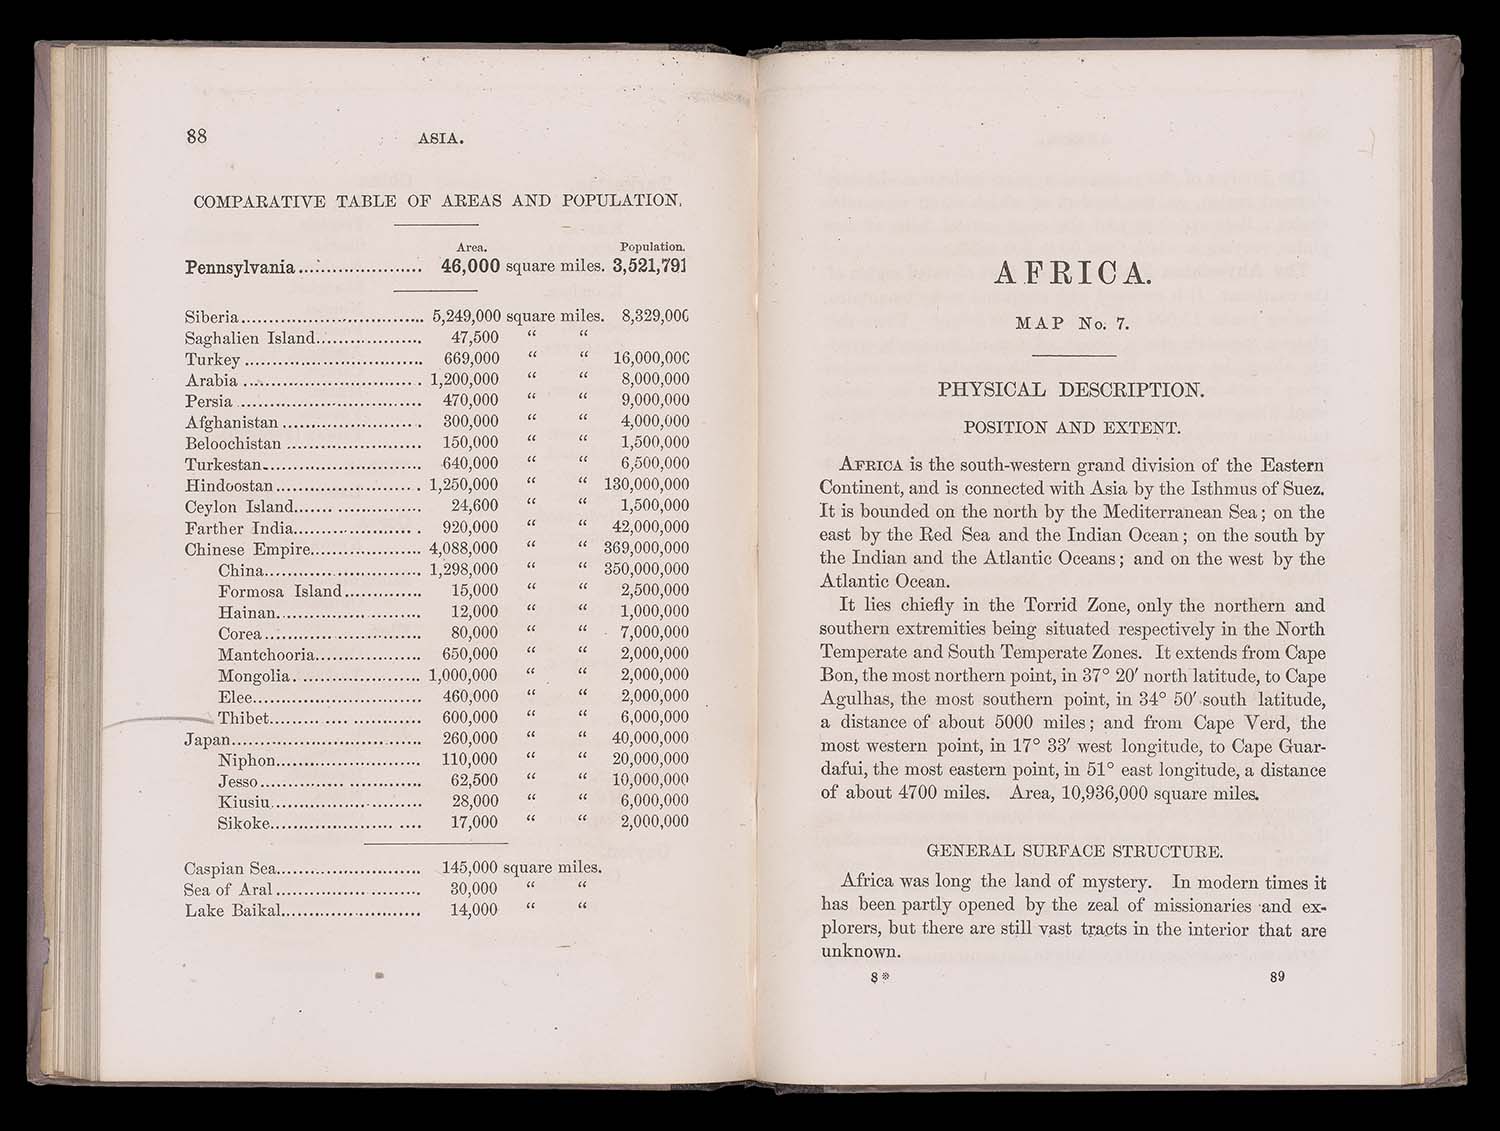 88 ASIA.
COMPARATIVE TABLE OF AREAS AND POPULATION.
Area. Population.
Pennsylvania ...................... 46,000 square miles. 3,521,791
Siberia ................................ 5,249,000 square miles. 8,329,000
Saghalien Island................... 47,500 “ “
Turkey ............................... 669,000 “ “ 16,000,000
Arabia ............................... 1,200,000 “ “ 8,000,000
Persia ................................ 470,000 “ “ 9,000,000
Afghanistan ......................... 300,000 “ “ 4,000,000
Beloochistan ........................ 150,000 “ “ 1,500,000
Turkestan............................ 640,000 “ “ 6,500,000
Hindoostan ......................... 1,250,000 “ “ 130,000,000
Ceylon Island....................... 24,600 “ “ 1,500,000
Farther India....................... 920,000 “ “ 42,000,000
Chinese Empire.................... 4,088,000 “ “ 369,000,000
China............................ 1,298,000 “ “ 350,000,000
Formosa Island .............. 15,000 “ “ 2,500,000
Hainan.......................... 12,000 “ “ 1,000,000
Corea ............................ 80,000 “ “ 7,000,000
Mantchooria................... 650,000 “ “ 2,000,000
Mongolia. ..................... 1,000,000 “ “ 2,000,000
Elee.............................. 460,000 “ “ 2,000,000
Thibet........................... 600,000 “ “ 6,000,000
Japan.................................. 260,000 “ “ 40,000,000
Niphon.......................... 110,000 “ “ 20,000,000
Jesso ............................. 62,500 “ “ 10,000,000
Kiusiu........................... 28,000 “ “ 6,000,000
Sikoke........................... 17,000 “ “ 2,000,000
Caspian Sea.......................... 145,000 square miles.
Sea of Aral .......................... 30,000 “ “
Lake Baikal......................... 14,000 “ “
AFRICA.
MAP No. 7.
PHYSICAL DESCRIPTION.
POSITION AND EXTENT.
AFRICA is the south-western grand division of the Eastern
Continent, and is connected with Asia by the Isthmus of Suez.
It is bounded on the north by the Mediterranean Sea; on the
east by the Red Sea and the Indian Ocean; on the south by
the Indian and the Atlantic Oceans; and on the west by the
Atlantic Ocean.
It lies chiefly in the Torrid Zone, only the northern and
southern extremities being situated respectively in the North
Temperate and South Temperate Zones. It extends from Cape
Bon, the most northern point, in 37° 20′ north latitude, to Cape
Agulhas, the most southern point, in 34° 50′ south latitude,
a distance of about 5000 miles; and from Cape Verd, the
most western point, in 17° 33′ west longitude, to Cape Guar-
dafui, the most eastern point, in 51° east longitude, a distance
of about 4700 miles. Area, 10,936,000 square miles.
GENERAL SURFACE STRUCTURE.
Africa was long the land of mystery. In modern times it
has been partly opened by the zeal of missionaries and ex-
plorers, but there are still vast tracts in the interior that are
unknown.
8* 89